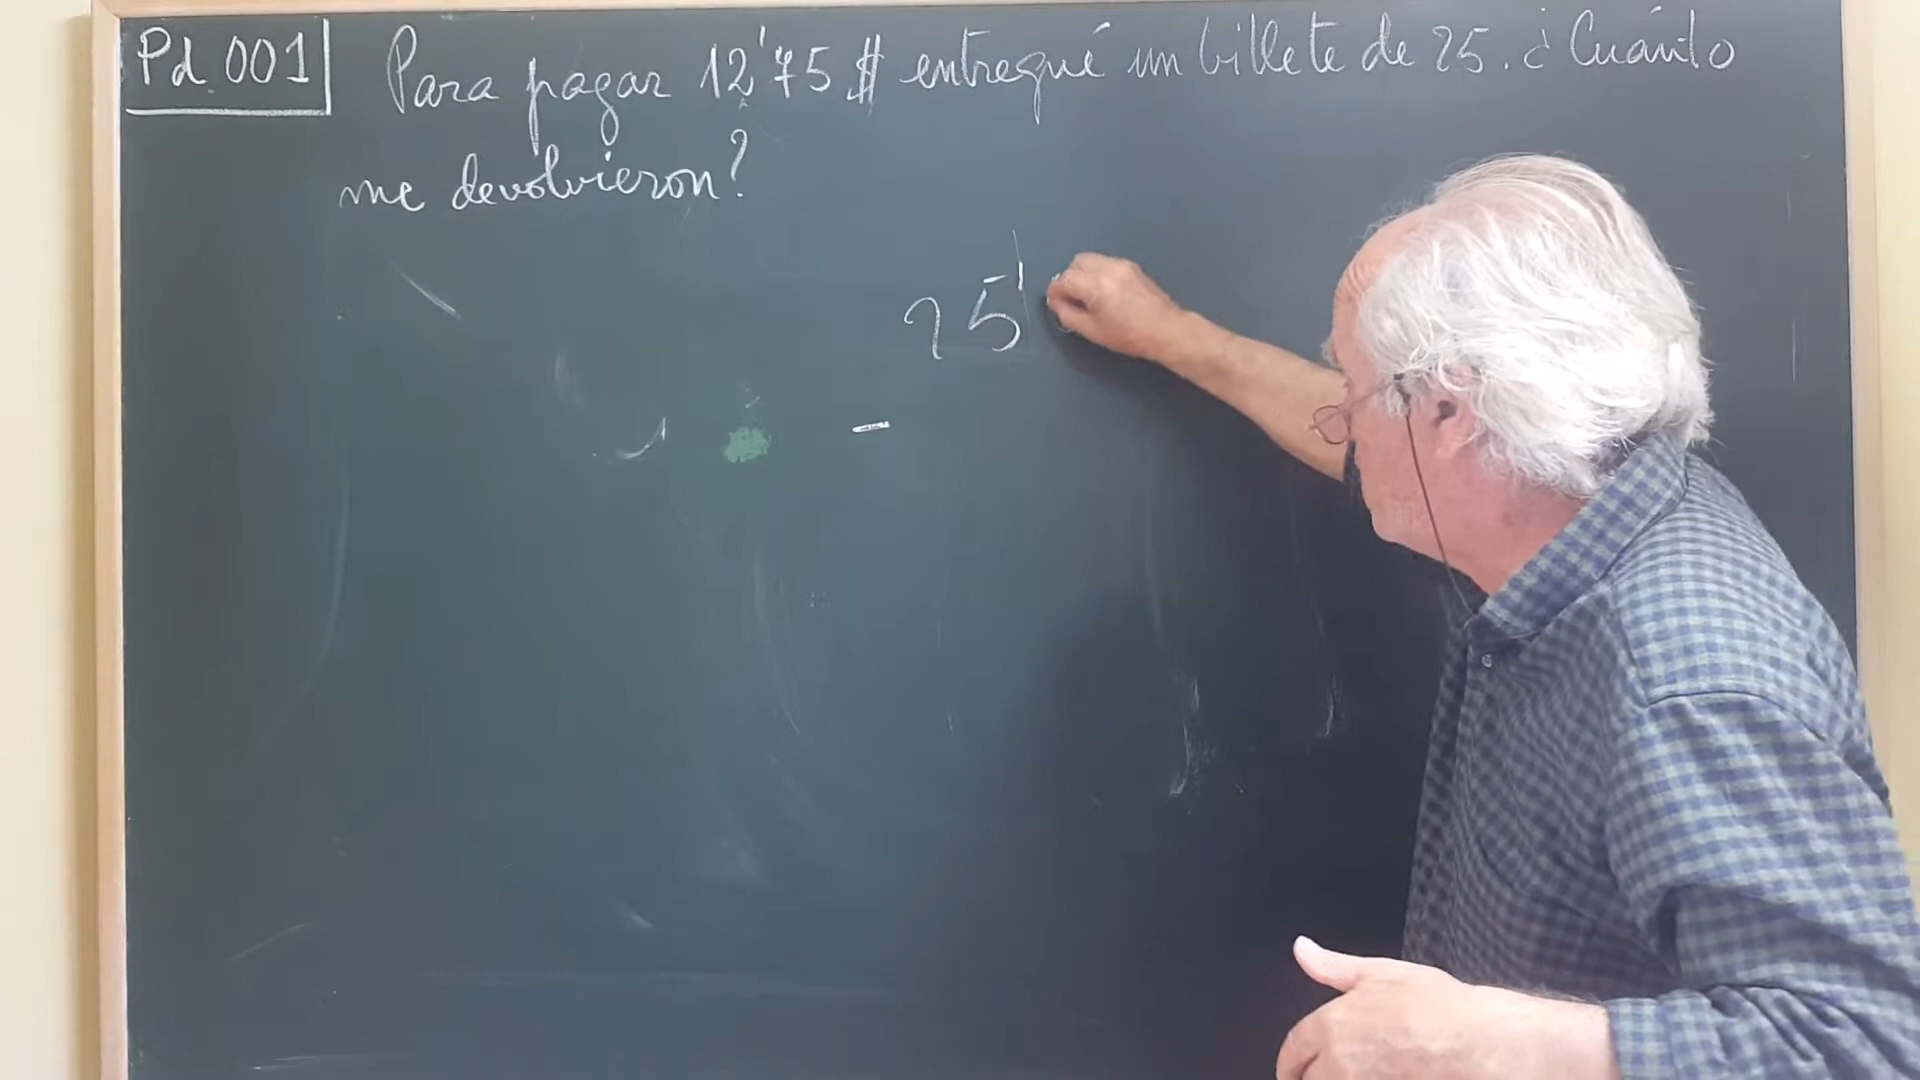 Pd 001
Para pagar 12'75 $ entregué un billete de 25. ¿Cuánto
me devolvieron?
25'
-